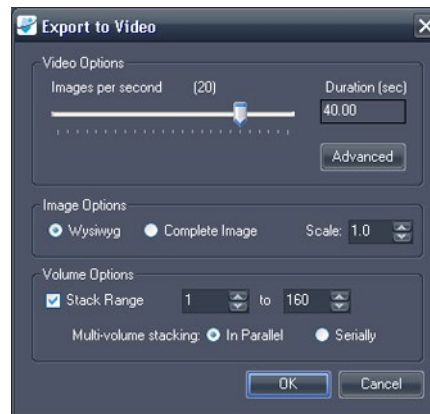 Export to Video
Video Options
Images per second (20) Duration (sec)
40.00
Advanced
Image Options
Wysiwyg Complete Image Scale: 1.0
Volume Options
Stack Range 1 to 160
Multi-volume stacking: In Parallel Serially
OK Cancel